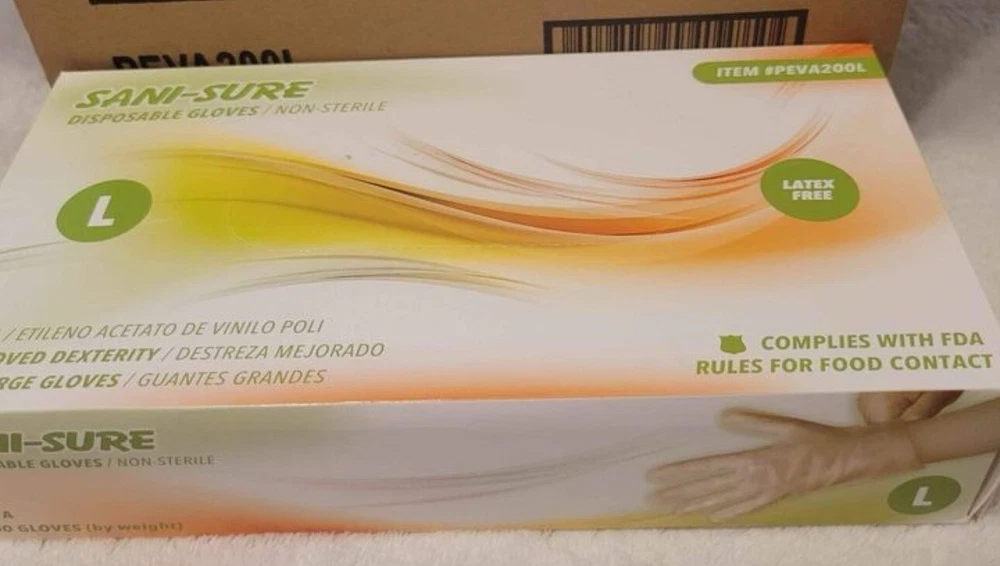 PEVA200L
SANI-SURE
DISPOSABLE GLOVES / NON-STERILE
ITEM #PEVA200L
L
LATEX
FREE
/ ETILENO ACETATO DE VINILO POLI
OVED DEXTERITY / DESTREZA MEJORADO
RGE GLOVES / GUANTES GRANDES
COMPLIES WITH FDA
RULES FOR FOOD CONTACT
NI-SURE
ABLE GLOVES / NON-STERILE
A
0 GLOVES (by weight)
L